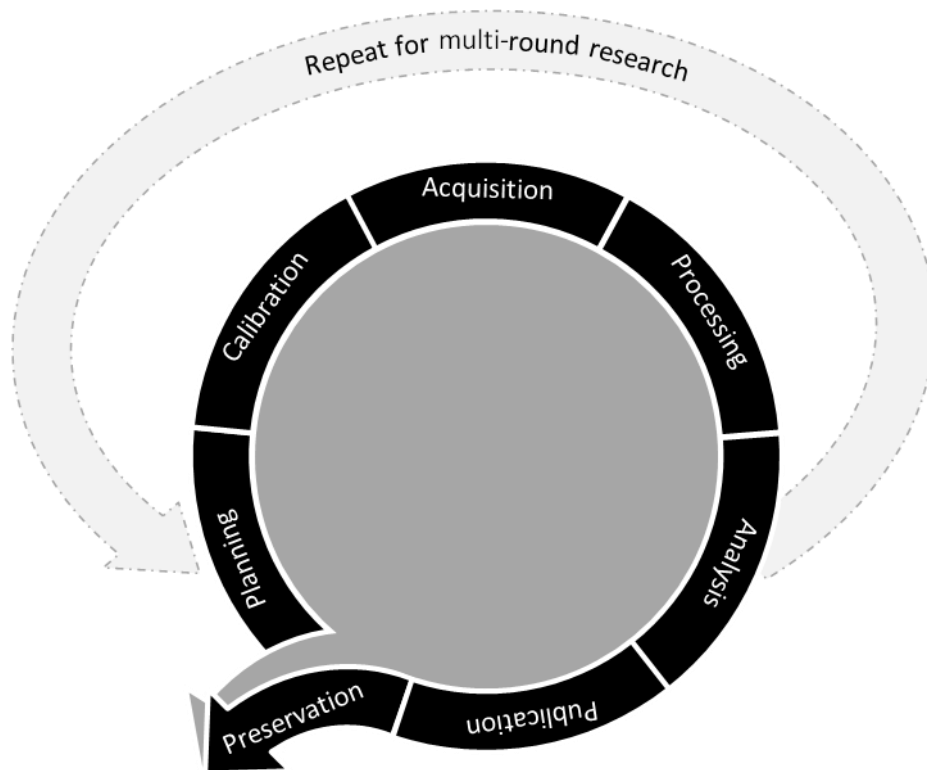 Repeat for multi-round research
Acquisition
Processing
Analysis
Publication
Preservation
Planning
Calibration